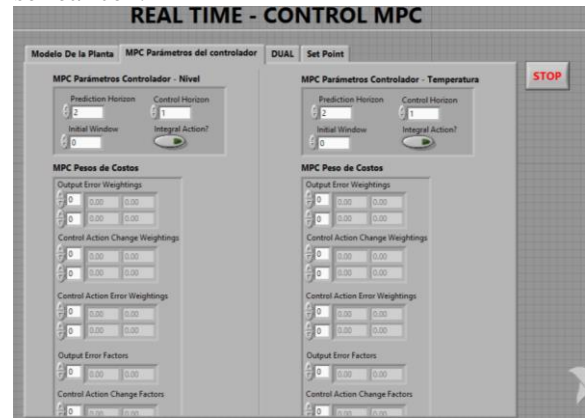 REAL TIME - CONTROL MPC
Modelo De la Planta MPC Parámetros del controlador DUAL Set Point
STOP
MPC Parámetros Controlador - Nivel
Prediction Horizon Control Horizon
2 1
Initial Window Integral Action?
0
MPC Pesos de Costos
Output Error Weightings
0 0,00 0,00
0 0,00 0,00
Control Action Change Weightings
0 0,00 0,00
0 0,00 0,00
Control Action Error Weightings
0 0,00 0,00
0 0,00 0,00
Output Error Factors
0 0,00 0,00
Control Action Change Factors
0 0,00 0,00
MPC Parámetros Controlador - Temperatura
Prediction Horizon Control Horizon
2 1
Initial Window Integral Action?
0
MPC Peso de Costos
Output Error Weightings
0 0,00 0,00
0 0,00 0,00
Control Action Change Weightings
0 0,00 0,00
0 0,00 0,00
Control Action Error Weightings
0 0,00 0,00
0 0,00 0,00
Output Error Factors
0 0,00 0,00
Control Action Change Factors
0 0,00 0,00